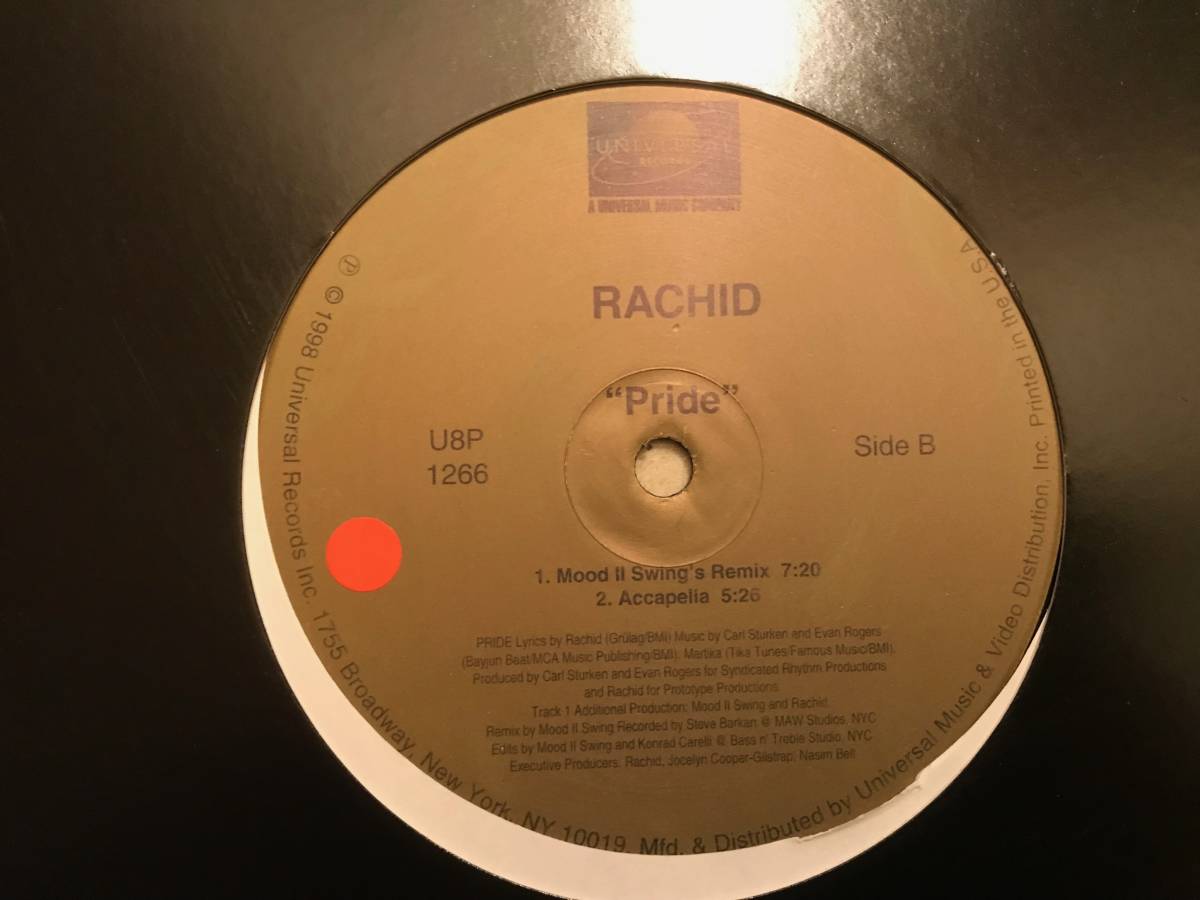 UNIVERSAL
RECORDS
A UNIVERSAL MUSIC COMPANY
RACHID
“Pride”
U8P
1266
Side B
1. Mood II Swing's Remix 7:20
2. Accapella 5:26
PRIDE Lyrics by Rachid (Grülag/BMI) Music by Carl Sturken and Evan Rogers
(Bayjun Beat/MCA Music Publishing/BMI), Martika (Tika Tunes/Famous Music/BMI).
Produced by Carl Sturken and Evan Rogers for Syndicated Rhythm Productions
and Rachid for Prototype Productions.
Track 1 Additional Production: Mood II Swing and Rachid.
Remix by Mood II Swing Recorded by Steve Barkan @ MAW Studios, NYC
Edits by Mood II Swing and Konrad Carelli @ Bass n' Treble Studio, NYC
Executive Producers: Rachid, Jocelyn Cooper-Gilstrap, Nasim Bell
℗ © 1998 Universal Records Inc. 1755 Broadway, New York, NY 10019. Mfd. & Distributed by Universal Music & Video Distribution, Inc. Printed in the U.S.A